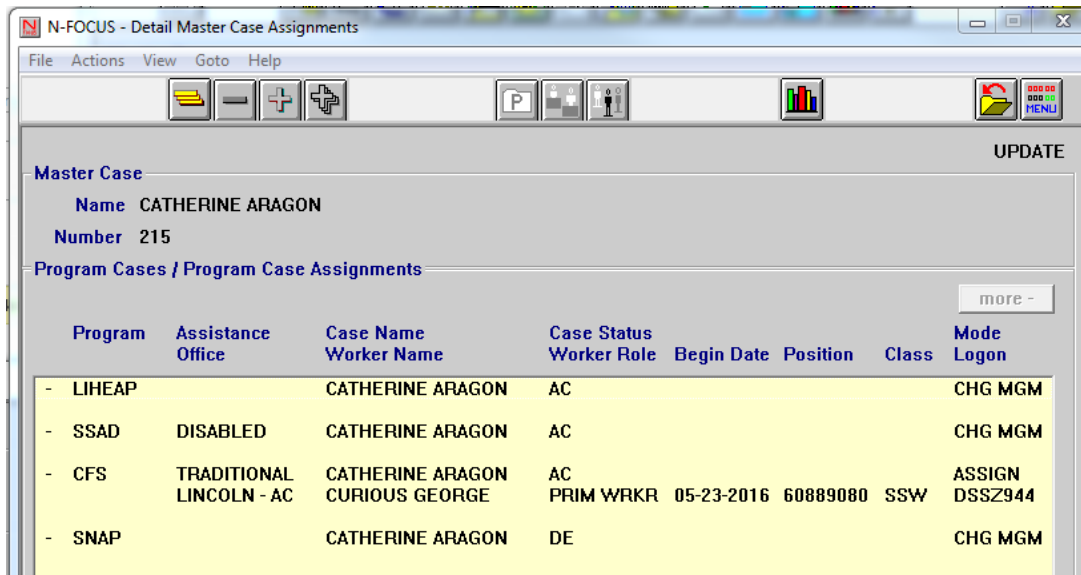 N-FOCUS - Detail Master Case Assignments
File Actions View Goto Help
P
MENU
UPDATE
Master Case
Name CATHERINE ARAGON
Number 215
Program Cases / Program Case Assignments
more -
Program Assistance Case Name Case Status Mode
Office Worker Name Worker Role Begin Date Position Class Logon
- LIHEAP CATHERINE ARAGON AC CHG MGM
- SSAD DISABLED CATHERINE ARAGON AC CHG MGM
- CFS TRADITIONAL CATHERINE ARAGON AC ASSIGN
LINCOLN - AC CURIOUS GEORGE PRIM WRKR 05-23-2016 60889080 SSW DSSZ944
- SNAP CATHERINE ARAGON DE CHG MGM